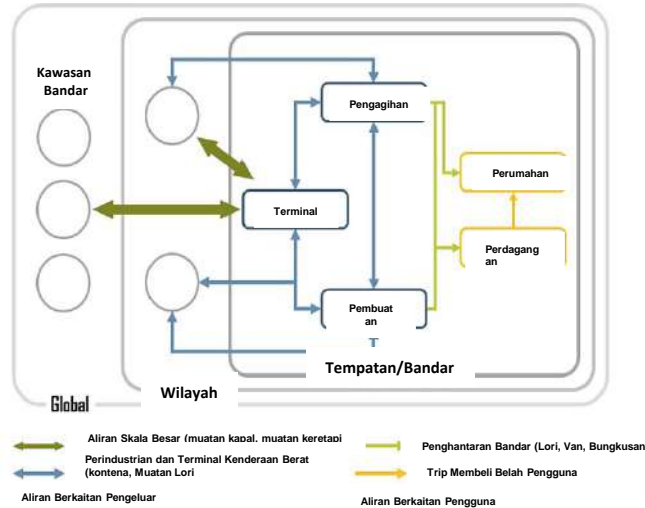 Kawasan
Bandar
Pengagihan
Perumahan
Terminal
Perdagang
an
Pembuat
an
Tempatan/Bandar
Wilayah
Global
Aliran Skala Besar (muatan kapal, muatan keretapi
Penghantaran Bandar (Lori, Van, Bungkusan
Perindustrian dan Terminal Kenderaan Berat
(kontena, Muatan Lori
Trip Membeli Belah Pengguna
Aliran Berkaitan Pengeluar
Aliran Berkaitan Pengguna